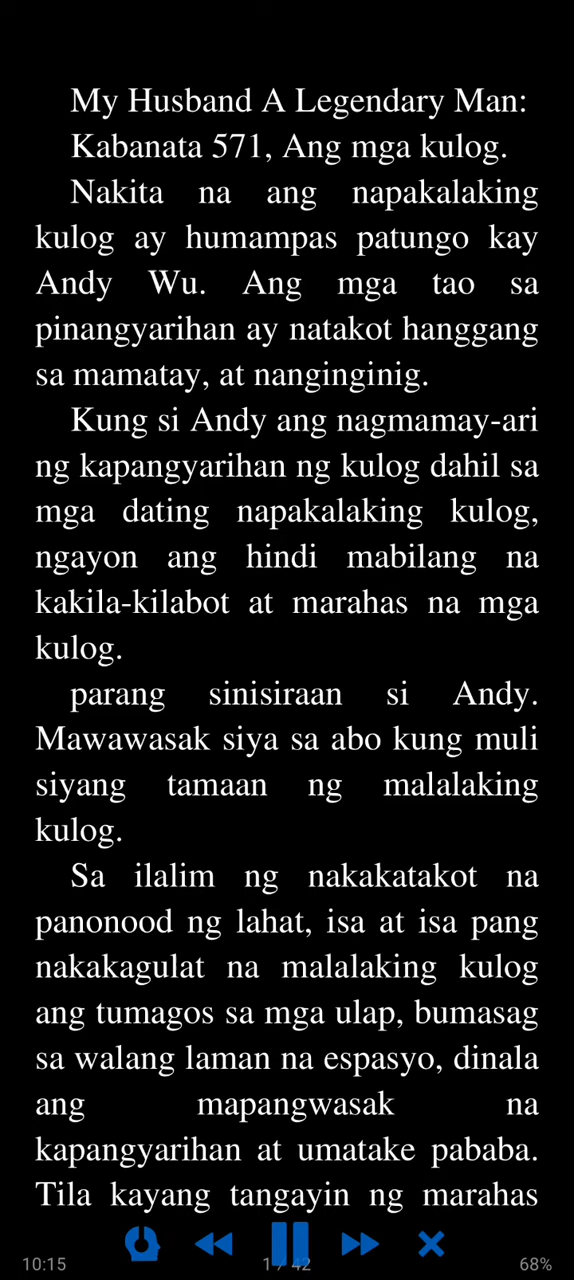 My Husband A Legendary Man:
Kabanata 571, Ang mga kulog.
Nakita na ang napakalaking
kulog ay humampas patungo kay
Andy Wu. Ang mga tao sa
pinangyarihan ay natakot hanggang
sa mamatay, at nanginginig.
Kung si Andy ang nagmamay-ari
ng kapangyarihan ng kulog dahil sa
mga dating napakalaking kulog,
ngayon ang hindi mabilang na
kakila-kilabot at marahas na mga
kulog.
parang sinisiraan si Andy.
Mawawasak siya sa abo kung muli
siyang tamaan ng malalaking
kulog.
Sa ilalim ng nakakatakot na
panonood ng lahat, isa at isa pang
nakakagulat na malalaking kulog
ang tumagos sa mga ulap, bumasag
sa walang laman na espasyo, dinala
ang mapangwasak na
kapangyarihan at umatake pababa.
Tila kayang tangayin ng marahas
10:15 1 / 42 68%